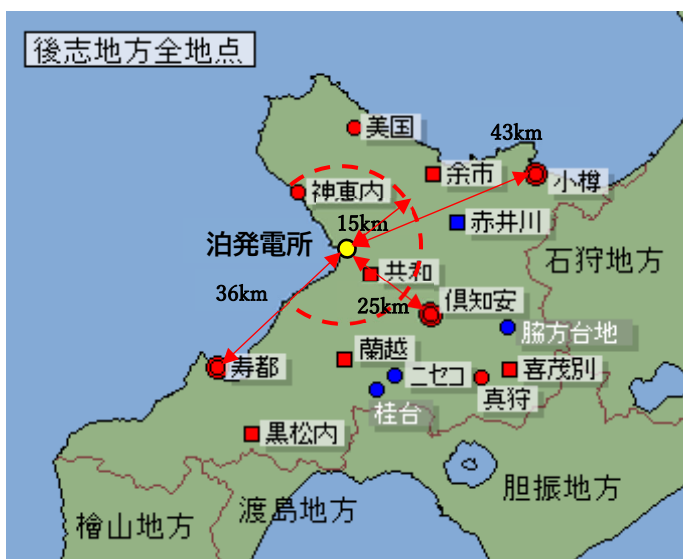 後志地方全地点
美国
43km
余市
小樽
神恵内
15km
赤井川
泊発電所
石狩地方
共和
36km
25km
倶知安
脇方台地
寿都
蘭越
ニセコ
喜茂別
真狩
桂台
黒松内
胆振地方
渡島地方
檜山地方